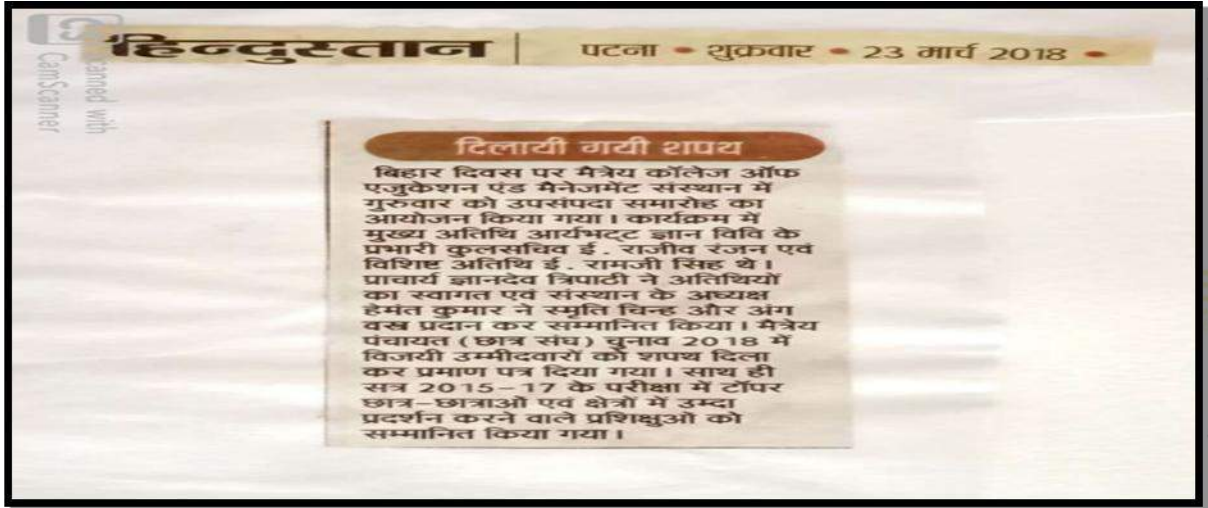 हिन्दुस्तान | पटना • शुक्रवार • 23 मार्च 2018 •
Scanned with
CamScanner
दिलायी गयी शपथ
बिहार दिवस पर मैत्रेय कॉलेज ऑफ
एजुकेशन एंड मैनेजमेंट संस्थान में
गुरुवार को उपसंपदा समारोह का
आयोजन किया गया। कार्यक्रम में
मुख्य अतिथि आर्यभट्ट ज्ञान विवि के
प्रभारी कुलसचिव ई. राजीव रंजन एवं
विशिष्ट अतिथि ई. रामजी सिंह थे।
प्राचार्य ज्ञानदेव त्रिपाठी ने अतिथियों
का स्वागत एवं संस्थान के अध्यक्ष
हेमंत कुमार ने स्मृति चिन्ह और अंग
वस्त्र प्रदान कर सम्मानित किया। मैत्रेय
पंचायत (छात्र संघ) चुनाव 2018 में
विजयी उम्मीदवारों को शपथ दिला
कर प्रमाण पत्र दिया गया। साथ ही
सत्र 2015-17 के परीक्षा में टॉपर
छात्र-छात्राओं एवं क्षेत्रों में उम्दा
प्रदर्शन करने वाले प्रशिक्षुओं को
सम्मानित किया गया।